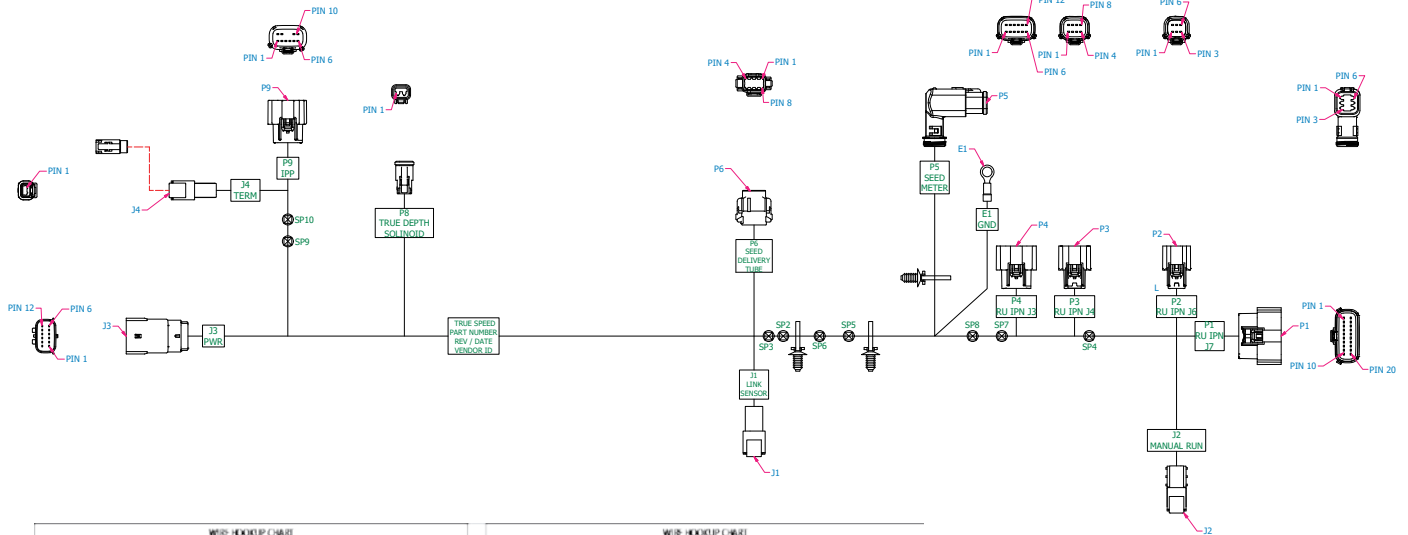 PIN 10
PIN 1
PIN 6
P9
PIN 1
P9
IPP
PIN 1
J4
J4
TERM
SP10
SP9
P8
TRUE DEPTH
SOLINOID
PIN 12
PIN 6
PIN 1
J3
J3
PWR
TRUE SPEED
PART NUMBER
REV / DATE
VENDOR ID
PIN 4
PIN 1
PIN 8
P6
P6
SEED
DELIVERY
TUBE
SP3
SP2
SP6
SP5
J1
LINK
SENSOR
J1
P5
P5
SEED
METER
E1
E1
GND
PIN 12
PIN 1
PIN 6
PIN 8
PIN 1
PIN 4
PIN 6
PIN 1
PIN 3
PIN 1
PIN 6
PIN 3
P4
P4
RU IPN J3
P3
P3
RU IPN J4
P2
L
P2
RU IPN J6
SP8
SP7
SP4
P1
RU IPN
J7
P1
PIN 1
PIN 10
PIN 20
J2
MANUAL RUN
J2
WIRE HOOKUP CHART
WIRE HOOKUP CHART